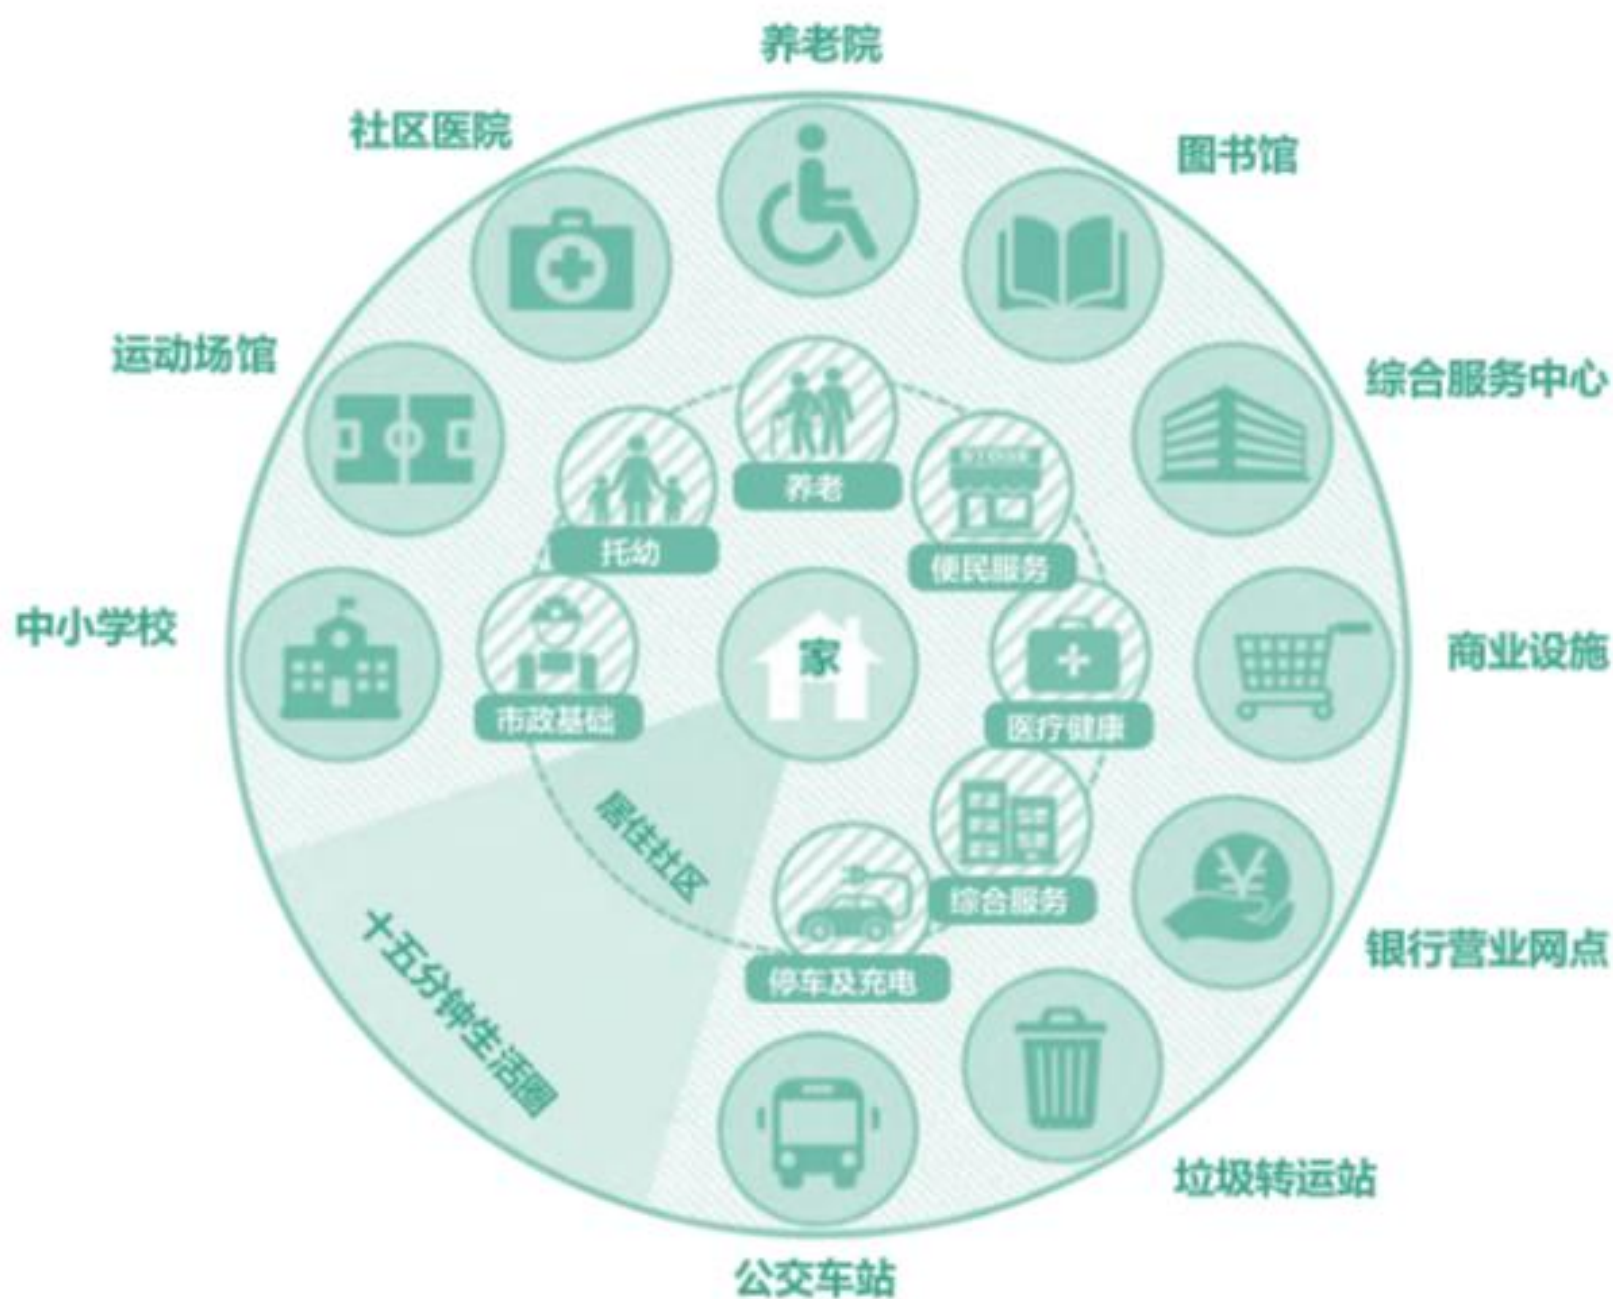 养老院
社区医院
图书馆
运动场馆
综合服务中心
养老
托幼
便民服务
中小学校
家
商业设施
市政基础
医疗健康
居住社区
综合服务
十五分钟生活圈
银行营业网点
停车及充电
垃圾转运站
公交车站